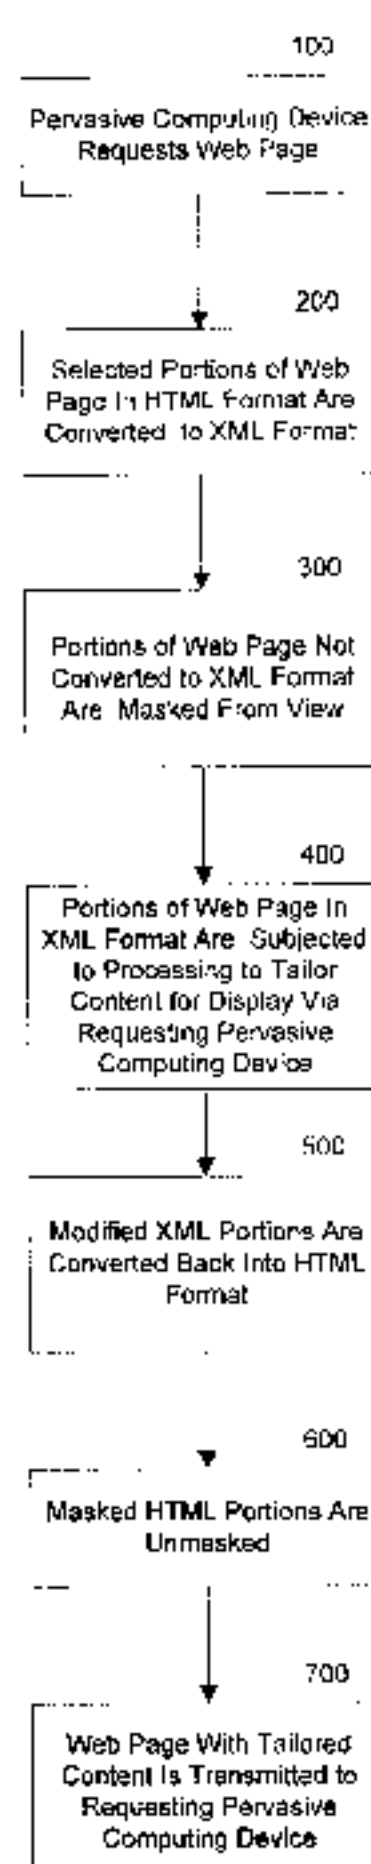 100
Pervasive Computing Device
Requests Web Page
200
Selected Portions of Web
Page In HTML Format Are
Converted to XML Format
300
Portions of Web Page Not
Converted to XML Format
Are Masked From View
400
Portions of Web Page In
XML Format Are Subjected
to Processing to Tailor
Content for Display Via
Requesting Pervasive
Computing Device
500
Modified XML Portions Are
Converted Back Into HTML
Format
600
Masked HTML Portions Are
Unmasked
700
Web Page With Tailored
Content Is Transmitted to
Requesting Pervasive
Computing Device